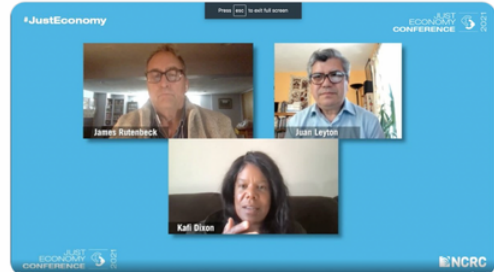 #JustEconomy
Press esc to exit full screen
JUST
ECONOMY
CONFERENCE
2021
James Rutenbeck
Juan Leyton
Kafi Dixon
JUST
ECONOMY
CONFERENCE
2021
NCRC